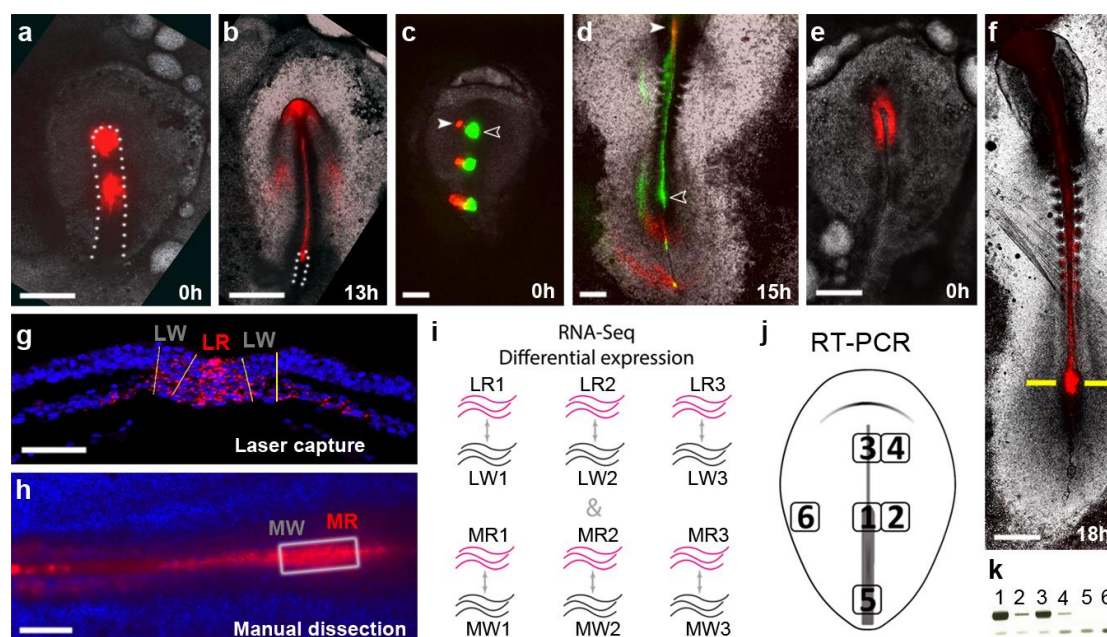 a
0h
b
13h
c
0h
d
15h
e
0h
f
18h
g
LW LR LW
Laser capture
h
MW MR
Manual dissection
i
RNA-Seq
Differential expression
LR1 LR2 LR3
LW1 LW2 LW3
&
MR1 MR2 MR3
MW1 MW2 MW3
j
RT-PCR
3 4
6 1 2
5
k
1 2 3 4 5 6